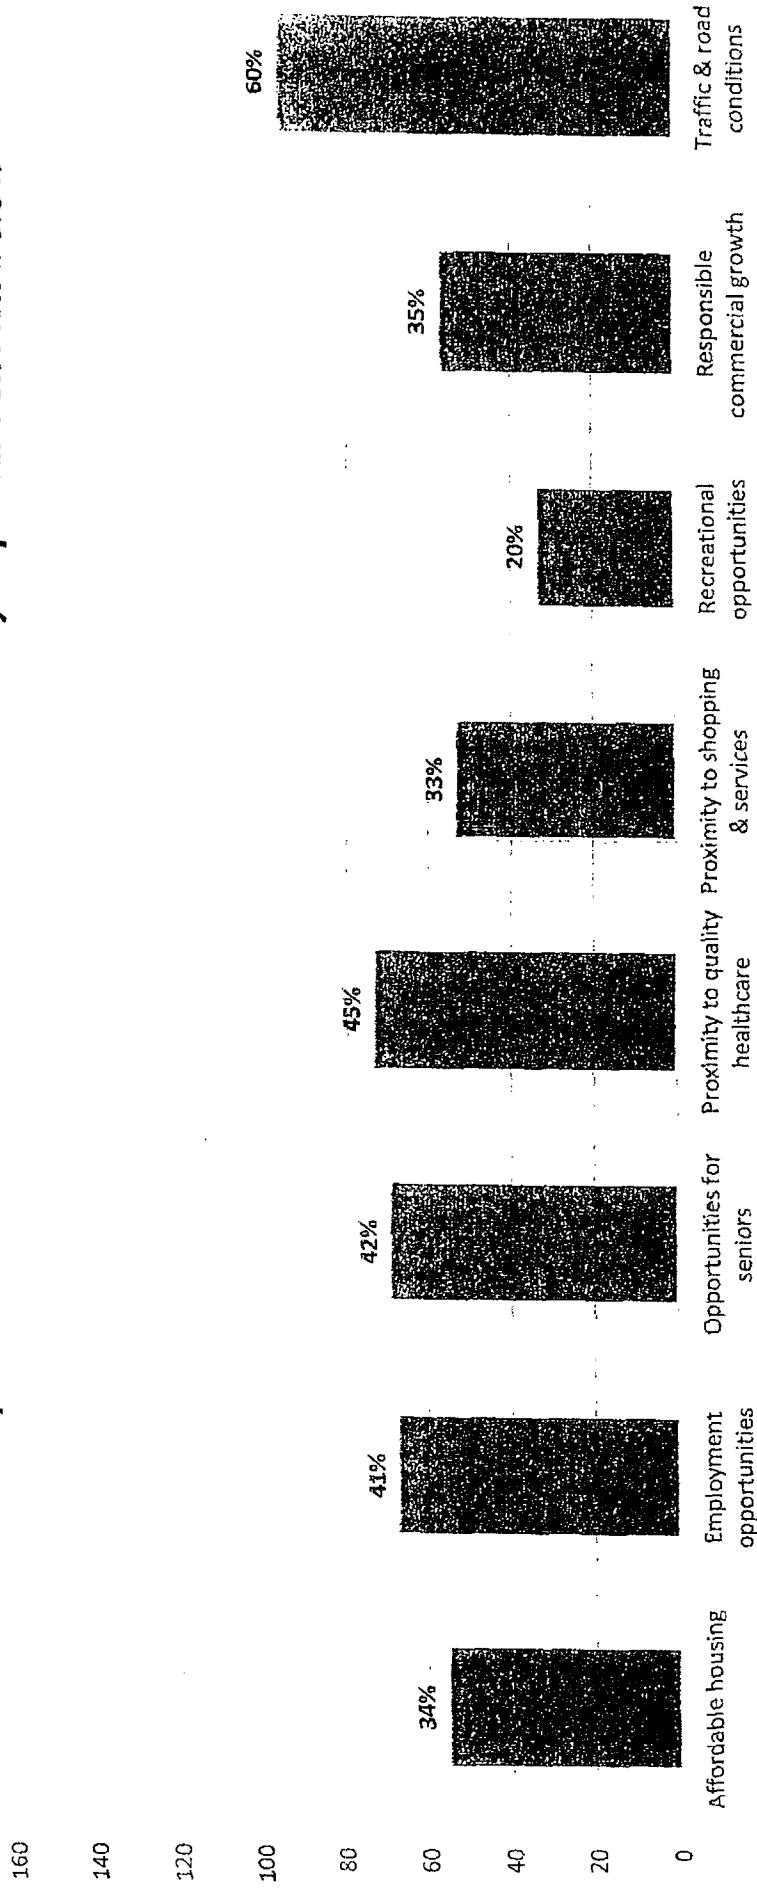 160
140
120
100
80
60
40
20
0
34%
41%
42%
45%
33%
20%
35%
60%
Affordable housing
Employment
opportunities
Opportunities for
seniors
Proximity to quality
healthcare
Proximity to shopping
& services
Recreational
opportunities
Responsible
commercial growth
Traffic & road
conditions